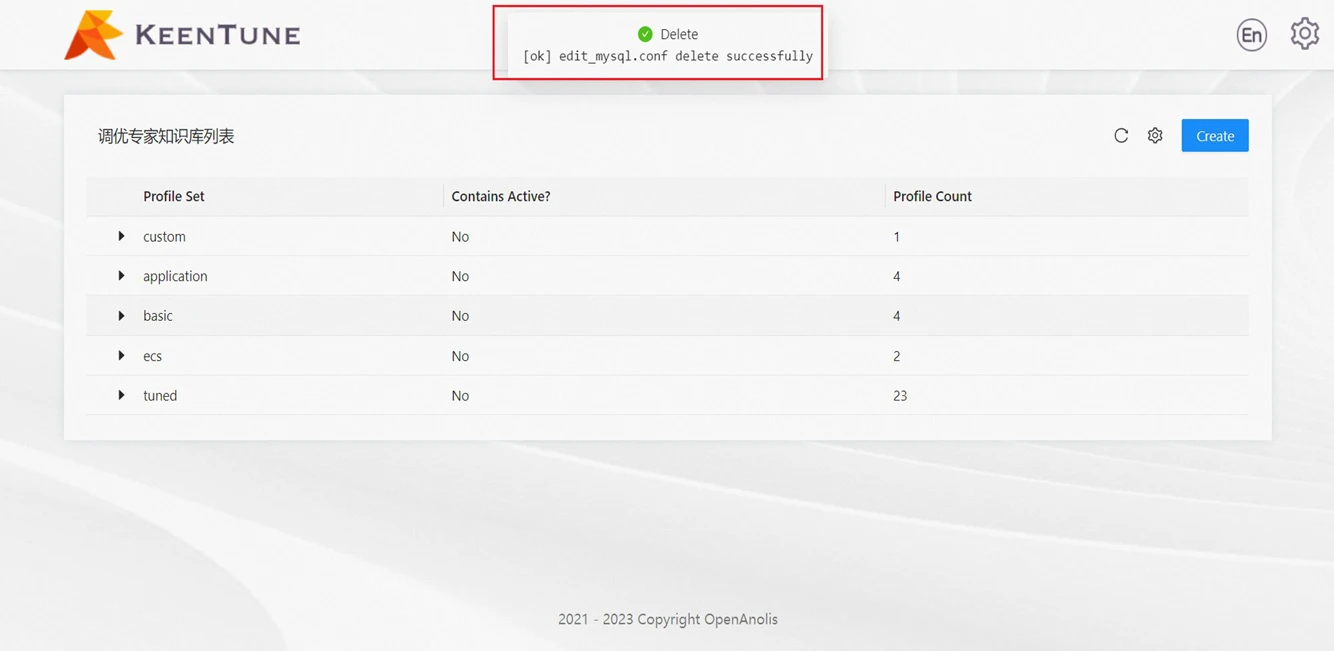 KEENTUNE
Delete
[ok] edit_mysql.conf delete successfully
En
调优专家知识库列表
Create
Profile Set Contains Active? Profile Count
custom No 1
application No 4
basic No 4
ecs No 2
tuned No 23
2021 - 2023 Copyright OpenAnolis